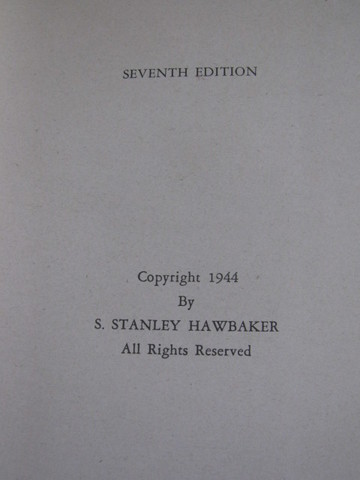 SEVENTH EDITION
Copyright 1944
By
S. STANLEY HAWBAKER
All Rights Reserved